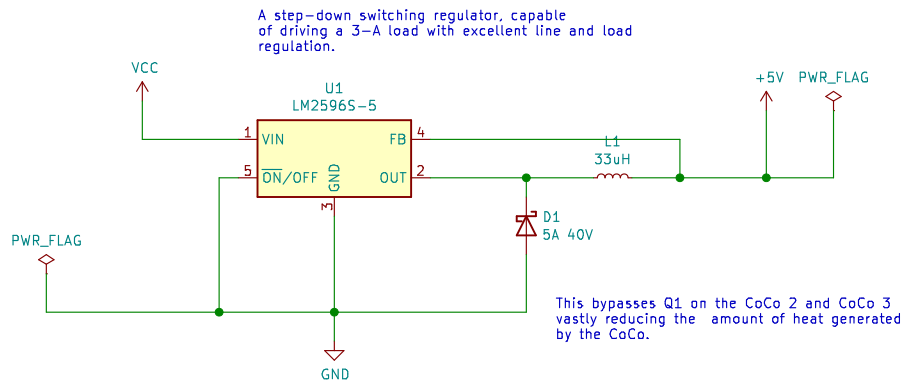 A step-down switching regulator, capable
of driving a 3-A load with excellent line and load
regulation.
VCC
U1
LM2596S-5
+5V
PWR_FLAG
1
VIN
FB
4
L1
33uH
5
ON/OFF
GND
OUT
2
3
D1
5A 40V
PWR_FLAG
This bypasses Q1 on the CoCo 2 and CoCo 3
vastly reducing the  amount of heat generated
by the CoCo.
GND